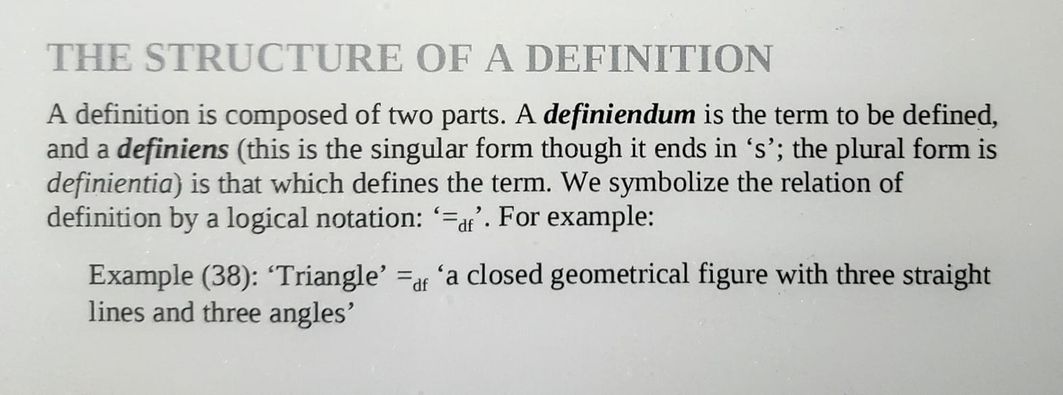 THE STRUCTURE OF A DEFINITION
A definition is composed of two parts. A definiendum is the term to be defined,
and a definiens (this is the singular form though it ends in ‘s’; the plural form is
definientia) is that which defines the term. We symbolize the relation of
definition by a logical notation: ‘=df’. For example:
Example (38): ‘Triangle’ =df ‘a closed geometrical figure with three straight
lines and three angles’